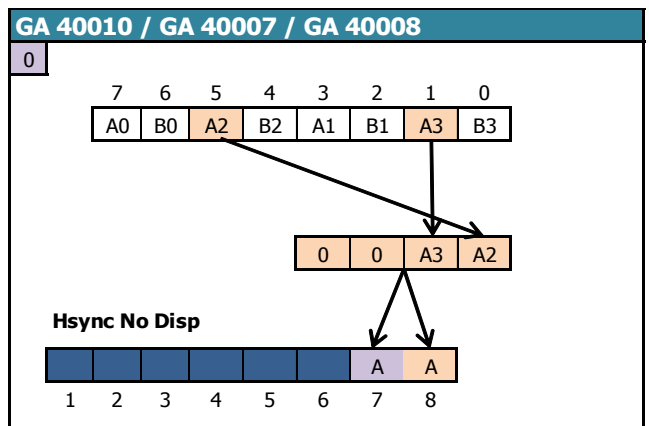 GA 40010 / GA 40007 / GA 40008
0
7 6 5 4 3 2 1 0
A0 B0 A2 B2 A1 B1 A3 B3
0 0 A3 A2
Hsync No Disp
A A
1 2 3 4 5 6 7 8